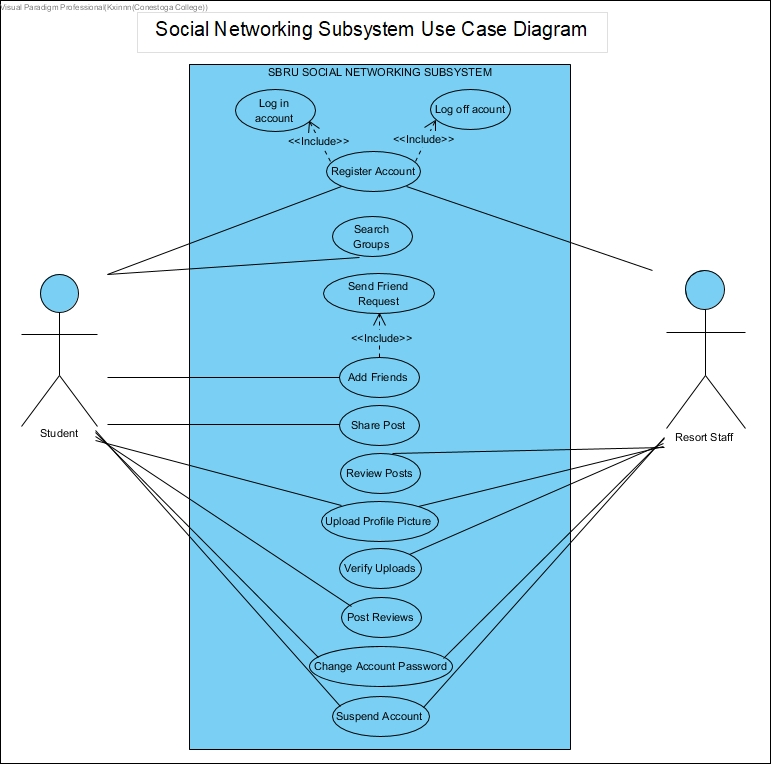 Visual Paradigm Professional(Kxinnn(Conestoga College))
Social Networking Subsystem Use Case Diagram
SBRU SOCIAL NETWORKING SUBSYSTEM
Log in
account
Log off acount
<<Include>>
<<Include>>
Register Account
Search
Groups
Send Friend
Request
<<Include>>
Add Friends
Share Post
Student
Resort Staff
Review Posts
Upload Profile Picture
Verify Uploads
Post Reviews
Change Account Password
Suspend Account